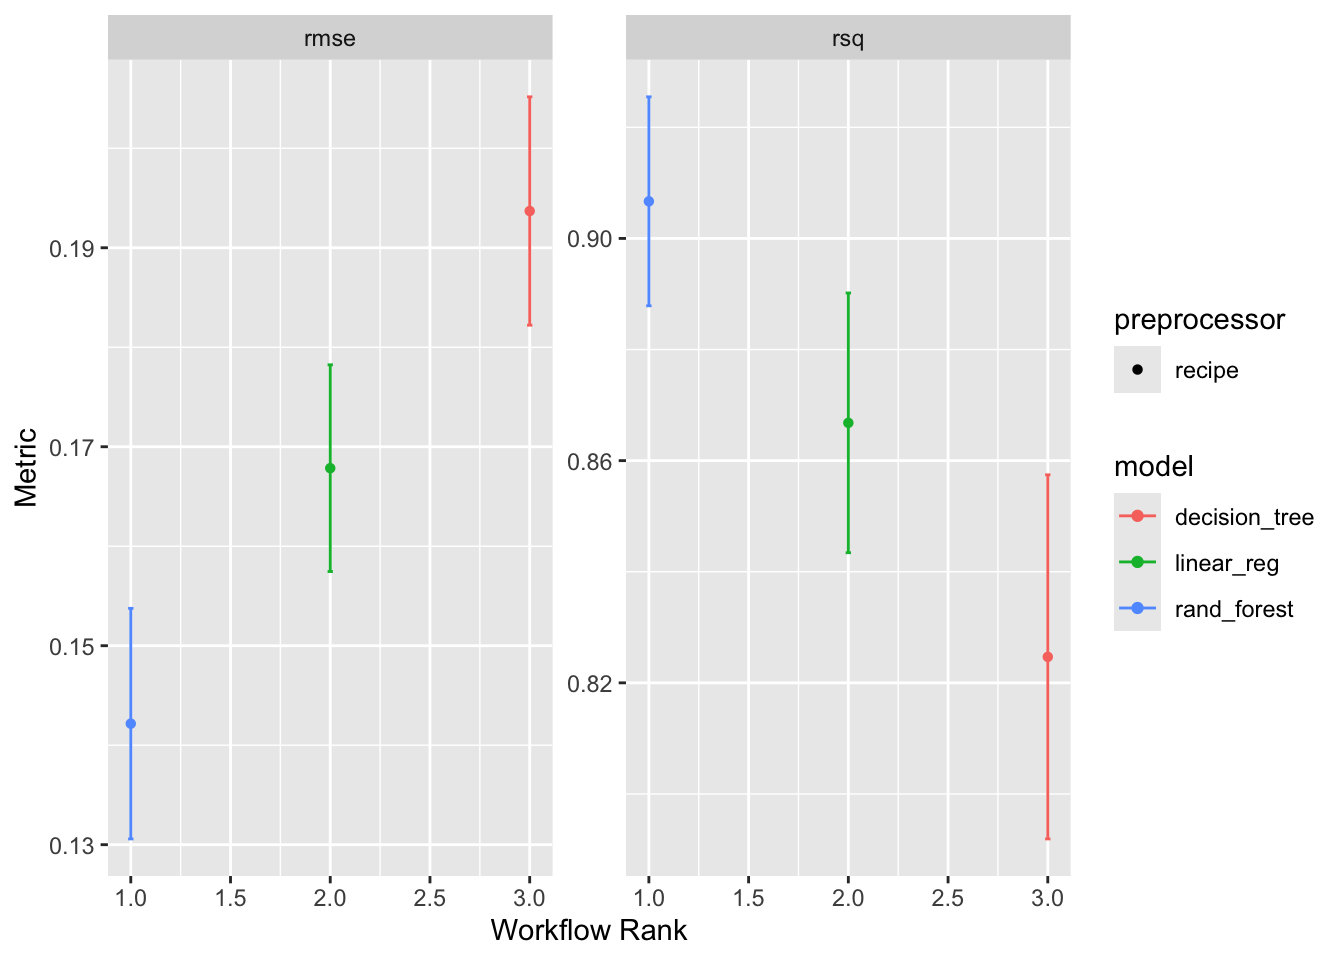 rmse
rsq
Metric
0.19
0.17
0.15
0.13
0.90
0.86
0.82
1.0 1.5 2.0 2.5 3.0
1.0 1.5 2.0 2.5 3.0
Workflow Rank
preprocessor
recipe
model
decision_tree
linear_reg
rand_forest